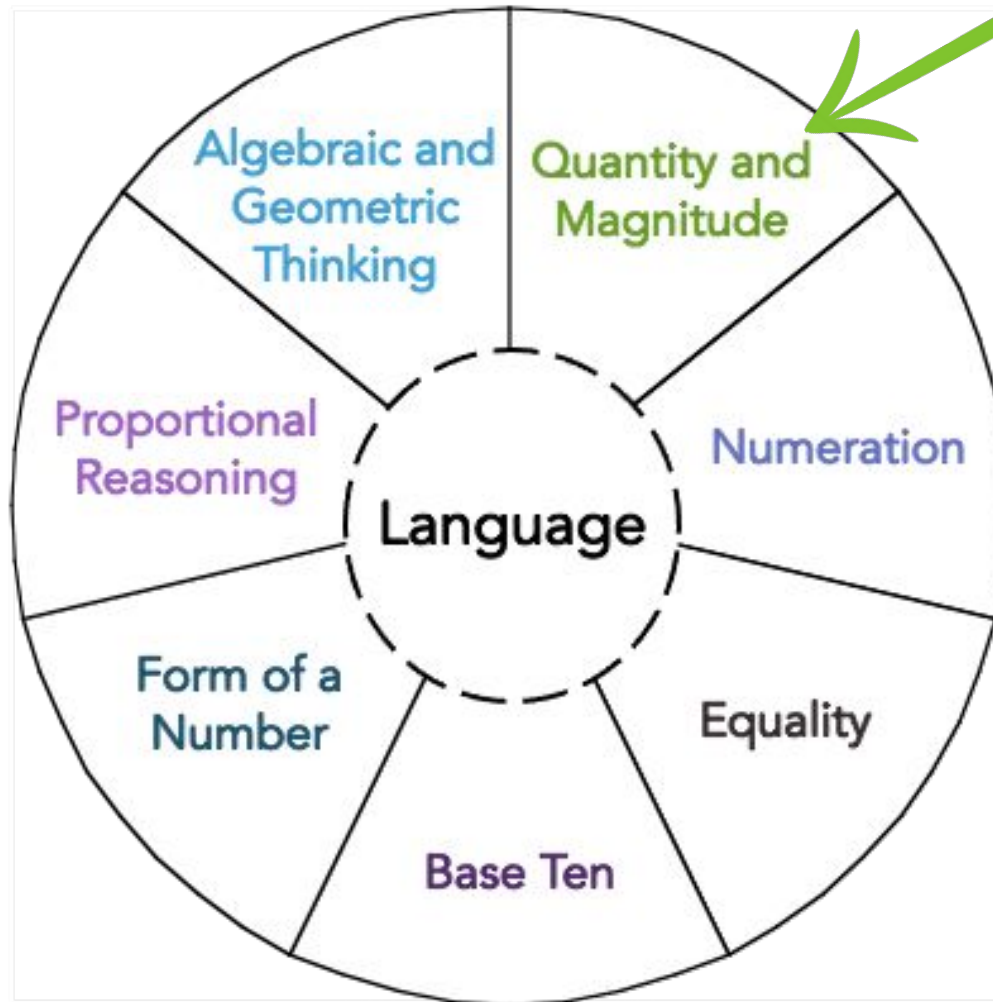 Algebraic and
Geometric
Thinking
Quantity and
Magnitude
Numeration
Equality
Base Ten
Form of a
Number
Proportional
Reasoning
Language